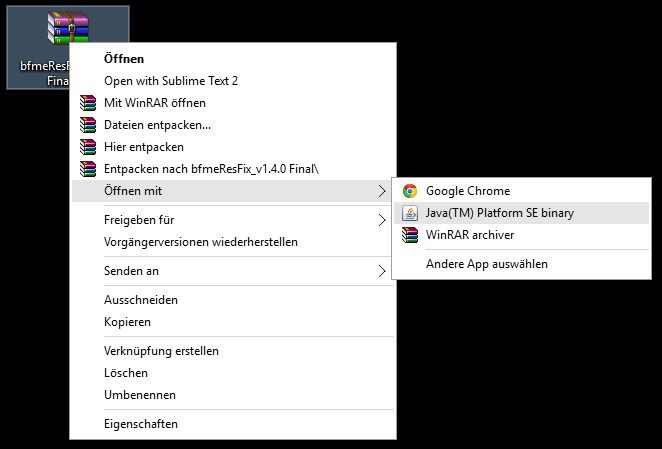 bfmeRes
Fina
Öffnen
Open with Sublime Text 2
Mit WinRAR öffnen
Dateien entpacken...
Hier entpacken
Entpacken nach bfmeResFix_v1.4.0 Final\
Öffnen mit
Freigeben für
Vorgängerversionen wiederherstellen
Senden an
Ausschneiden
Kopieren
Verknüpfung erstellen
Löschen
Umbenennen
Eigenschaften
Google Chrome
Java(TM) Platform SE binary
WinRAR archiver
Andere App auswählen